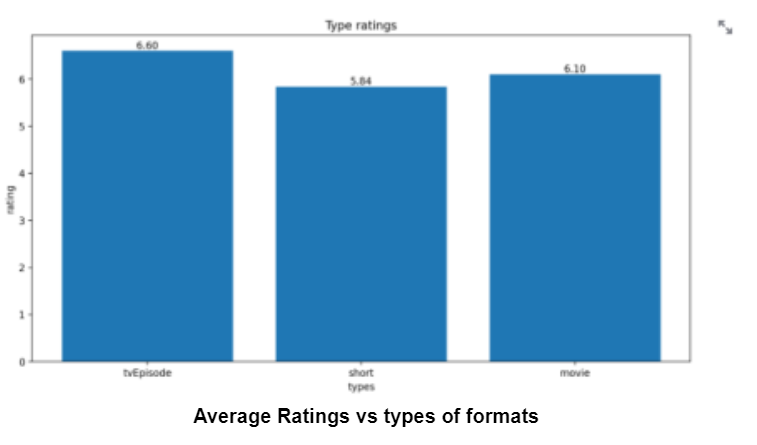 Type ratings
6.60
5.84
6.10
rating
6
5
4
3
2
1
0
tvEpisode
short
movie
types
Average Ratings vs types of formats